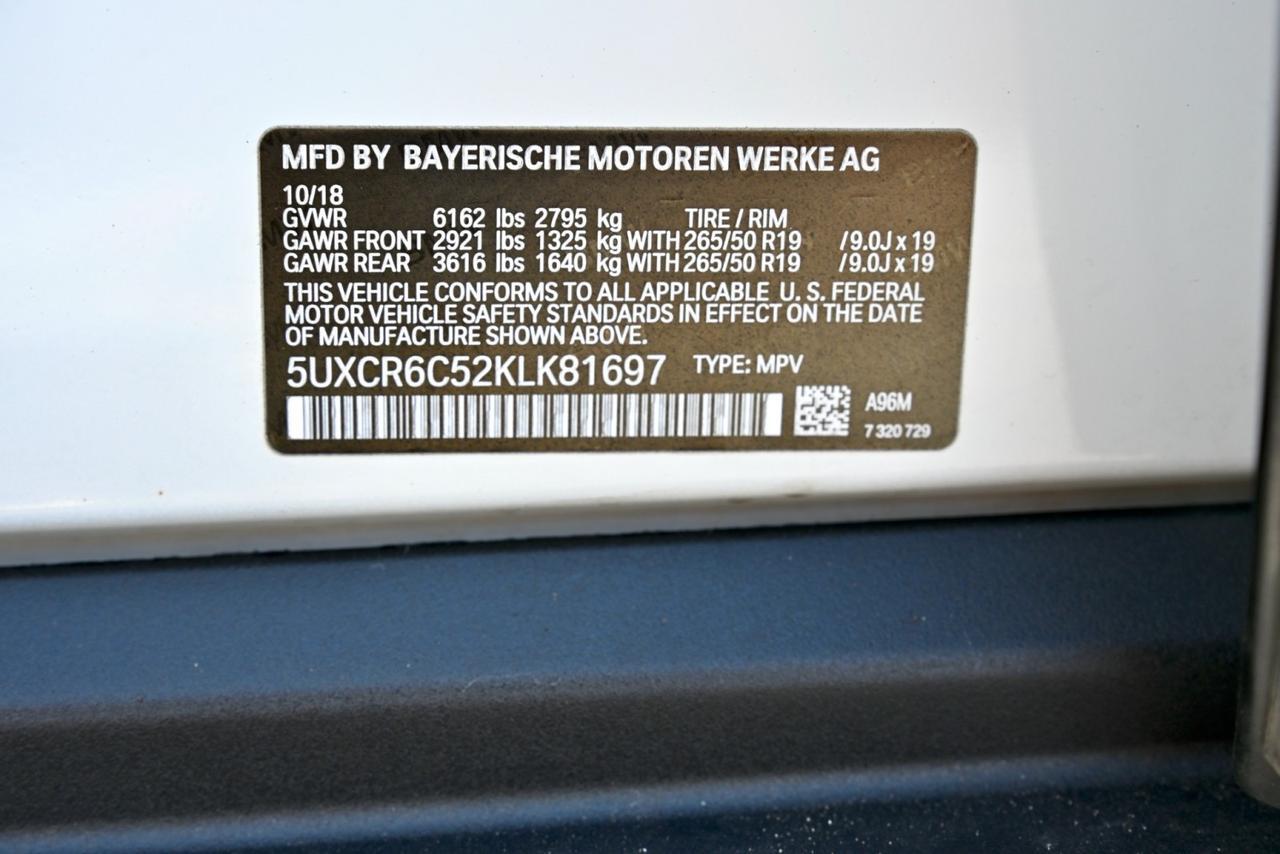 MFD BY BAYERISCHE MOTOREN WERKE AG
10/18
GVWR 6162 lbs 2795 kg TIRE / RIM
GAWR FRONT 2921 lbs 1325 kg WITH 265/50 R19 /9.0J x 19
GAWR REAR 3616 lbs 1640 kg WITH 265/50 R19 /9.0J x 19
THIS VEHICLE CONFORMS TO ALL APPLICABLE U. S. FEDERAL
MOTOR VEHICLE SAFETY STANDARDS IN EFFECT ON THE DATE
OF MANUFACTURE SHOWN ABOVE.
5UXCR6C52KLK81697 TYPE: MPV
A96M
7 320 729